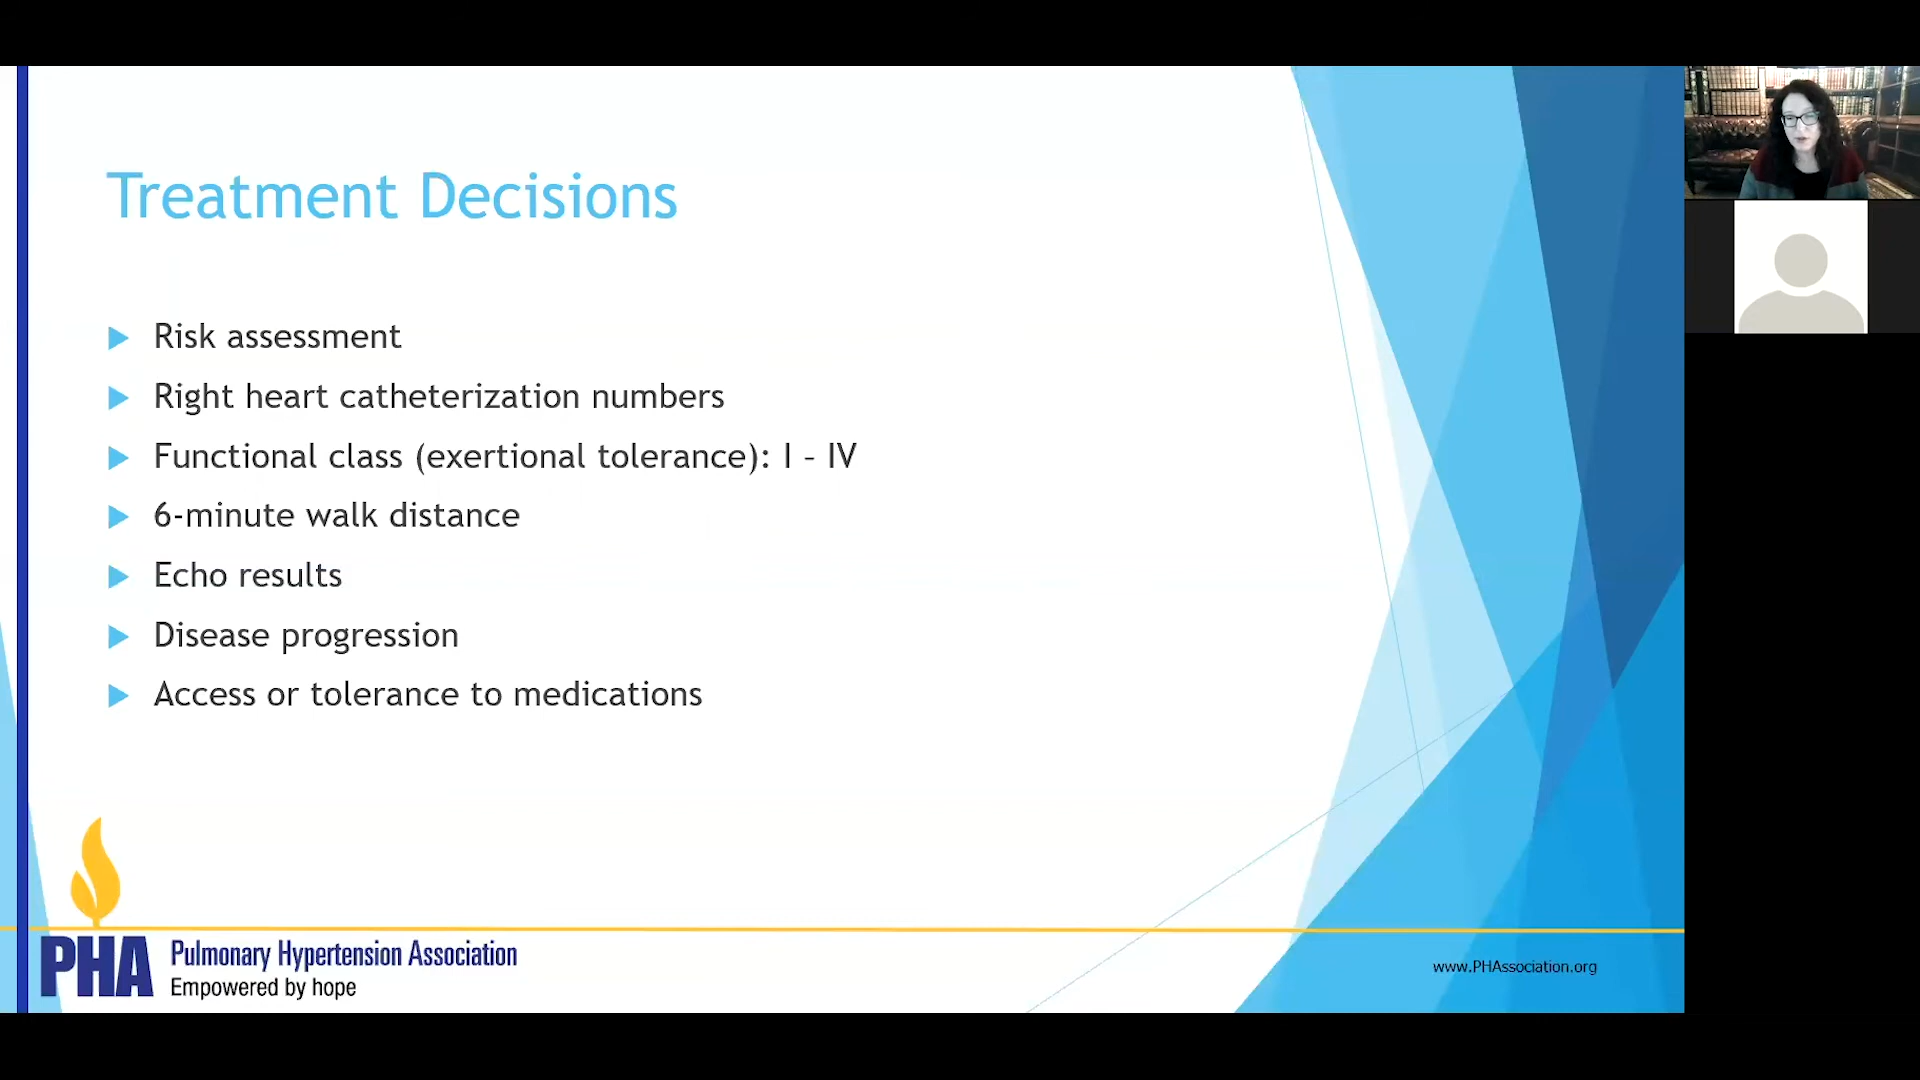 Treatment Decisions
Risk assessment
Right heart catheterization numbers
Functional class (exertional tolerance): I – IV
6-minute walk distance
Echo results
Disease progression
Access or tolerance to medications
PHA Pulmonary Hypertension Association
Empowered by hope
www.PHAssociation.org